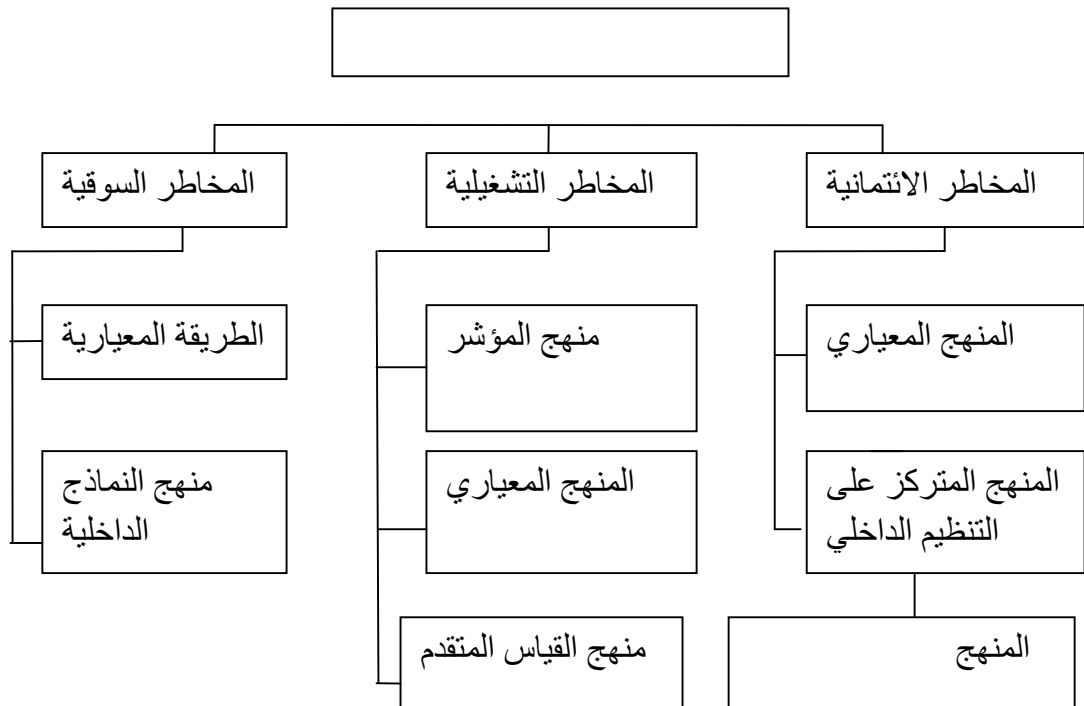 المخاطر الائتمانية
المخاطر التشغيلية
المخاطر السوقية
المنهج المعياري
منهج المؤشر
الطريقة المعيارية
المنهج المتركز على
التنظيم الداخلي
المنهج المعياري
منهج النماذج
الداخلية
المنهج
منهج القياس المتقدم